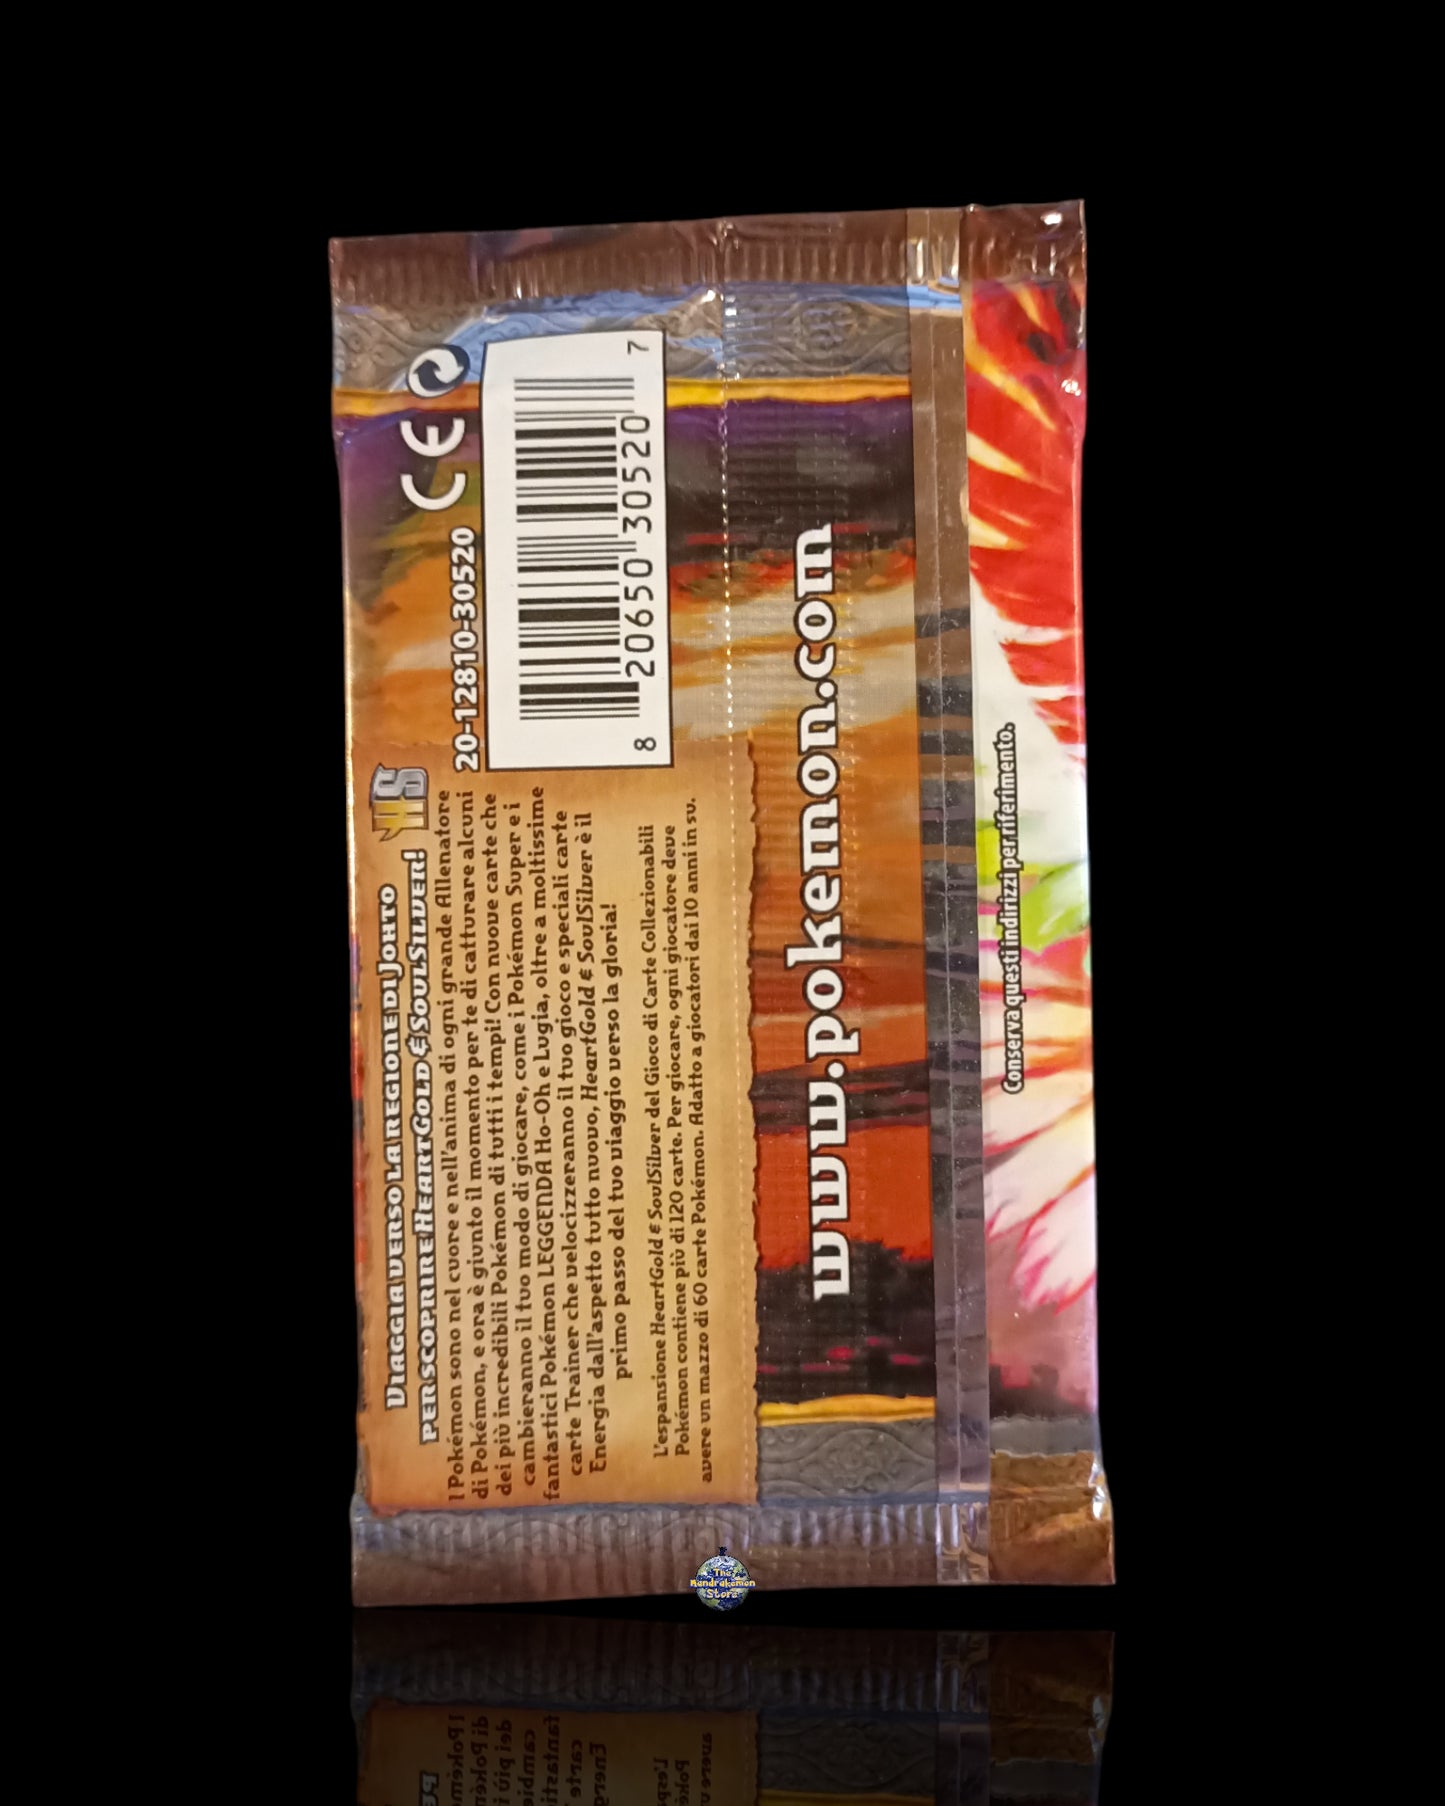 Viaggia verso la regione di Johto
per scoprire HeartGold & SoulSilver!
HS
I Pokémon sono nel cuore e nell'anima di ogni grande Allenatore
di Pokémon, e ora è giunto il momento per te di catturare alcuni
dei più incredibili Pokémon di tutti i tempi! Con nuove carte che
cambieranno il tuo modo di giocare, come i Pokémon Super e i
fantastici Pokémon LEGGENDA Ho-Oh e Lugia, oltre a moltissime
carte Trainer che velocizzeranno il tuo gioco e speciali carte
Energia dall'aspetto tutto nuovo, HeartGold & SoulSilver è il
primo passo del tuo viaggio verso la gloria!
L'espansione HeartGold & SoulSilver del Gioco di Carte Collezionabili
Pokémon contiene più di 120 carte. Per giocare, ogni giocatore deve
avere un mazzo di 60 carte Pokémon. Adatto a giocatori dai 10 anni in su.
CE
20-12810-30520
8 20650 30520 7
www.pokemon.com
Conserva questi indirizzi per riferimento.
The
Mandrakemon
Store